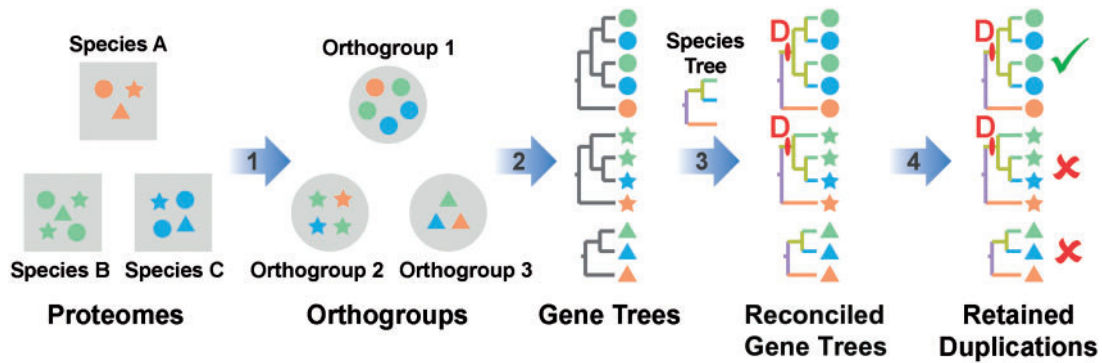 Species A
Species B
Species C
Proteomes
1
Orthogroup 1
Orthogroup 2
Orthogroup 3
Orthogroups
2
Gene Trees
Species
Tree
3
D
D
Reconciled
Gene Trees
4
D
D
Retained
Duplications